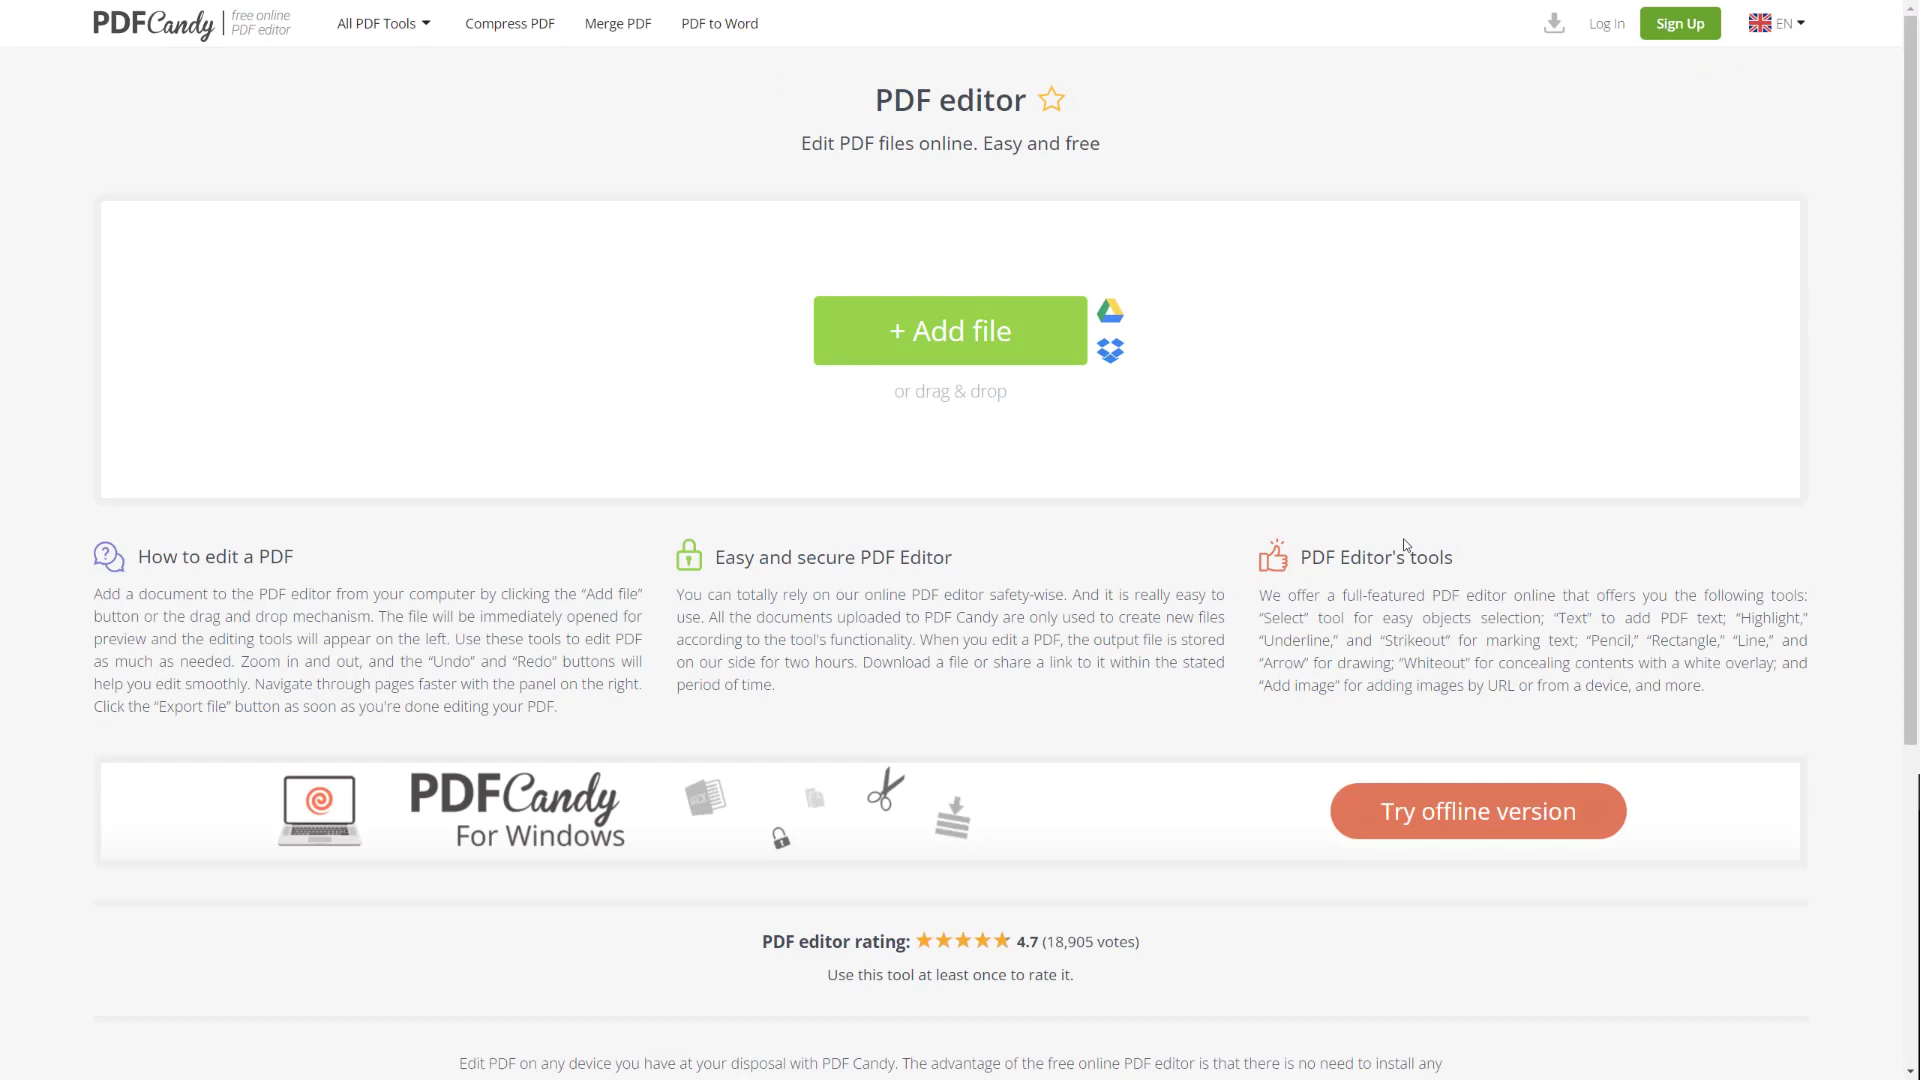 PDFCandy free online PDF editor All PDF Tools Compress PDF Merge PDF PDF to Word Log In Sign Up EN
PDF editor
Edit PDF files online. Easy and free
+ Add file
or drag & drop
How to edit a PDF
Add a document to the PDF editor from your computer by clicking the “Add file”
button or the drag and drop mechanism. The file will be immediately opened for
preview and the editing tools will appear on the left. Use these tools to edit PDF
as much as needed. Zoom in and out, and the “Undo” and “Redo” buttons will
help you edit smoothly. Navigate through pages faster with the panel on the right.
Click the “Export file” button as soon as you're done editing your PDF.
Easy and secure PDF Editor
You can totally rely on our online PDF editor safety-wise. And it is really easy to
use. All the documents uploaded to PDF Candy are only used to create new files
according to the tool's functionality. When you edit a PDF, the output file is stored
on our side for two hours. Download a file or share a link to it within the stated
period of time.
PDF Editor's tools
We offer a full-featured PDF editor online that offers you the following tools:
“Select” tool for easy objects selection; “Text” to add PDF text; “Highlight,”
“Underline,” and “Strikeout” for marking text; “Pencil,” “Rectangle,” “Line,” and
“Arrow” for drawing; “Whiteout” for concealing contents with a white overlay; and
“Add image” for adding images by URL or from a device, and more.
PDFCandy
For Windows
DOCX
Try offline version
PDF editor rating: 4.7 (18,905 votes)
Use this tool at least once to rate it.
Edit PDF on any device you have at your disposal with PDF Candy. The advantage of the free online PDF editor is that there is no need to install any